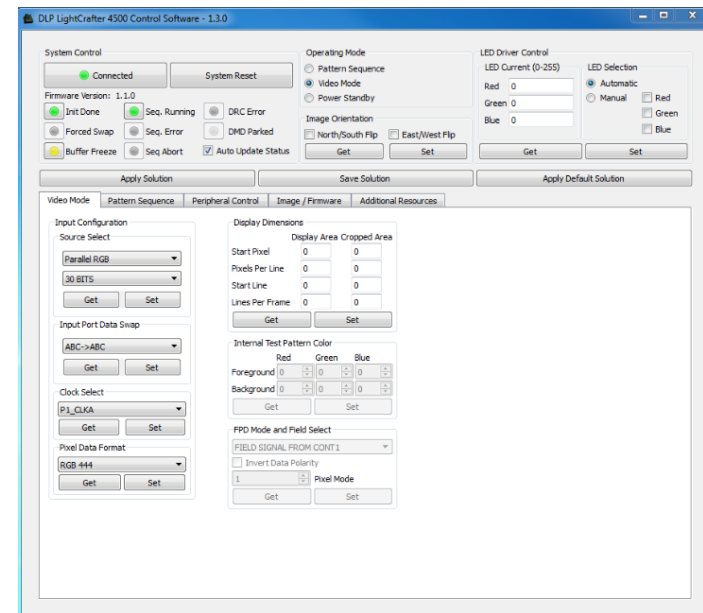 DLP LightCrafter 4500 Control Software - 1.3.0
System Control
Connected
System Reset
Firmware Version: 1.1.0
Init Done
Seq. Running
DRC Error
Forced Swap
Seq. Error
DMD Parked
Buffer Freeze
Seq Abort
Auto Update Status
Operating Mode
Pattern Sequence
Video Mode
Power Standby
Image Orientation
North/South Flip
East/West Flip
Get
Set
LED Driver Control
LED Current (0-255)
Red 0
Green 0
Blue 0
LED Selection
Automatic
Manual
Red
Green
Blue
Get
Set
Apply Solution
Save Solution
Apply Default Solution
Video Mode
Pattern Sequence
Peripheral Control
Image / Firmware
Additional Resources
Input Configuration
Source Select
Parallel RGB
30 BITS
Get
Set
Input Port Data Swap
ABC->ABC
Get
Set
Clock Select
P1_CLKA
Get
Set
Pixel Data Format
RGB 444
Get
Set
Display Dimensions
Display Area Cropped Area
Start Pixel 0 0
Pixels Per Line 0 0
Start Line 0 0
Lines Per Frame 0 0
Get
Set
Internal Test Pattern Color
Red Green Blue
Foreground 0 0 0
Background 0 0 0
Get
Set
FPD Mode and Field Select
FIELD SIGNAL FROM CONT1
Invert Data Polarity
1 Pixel Mode
Get
Set